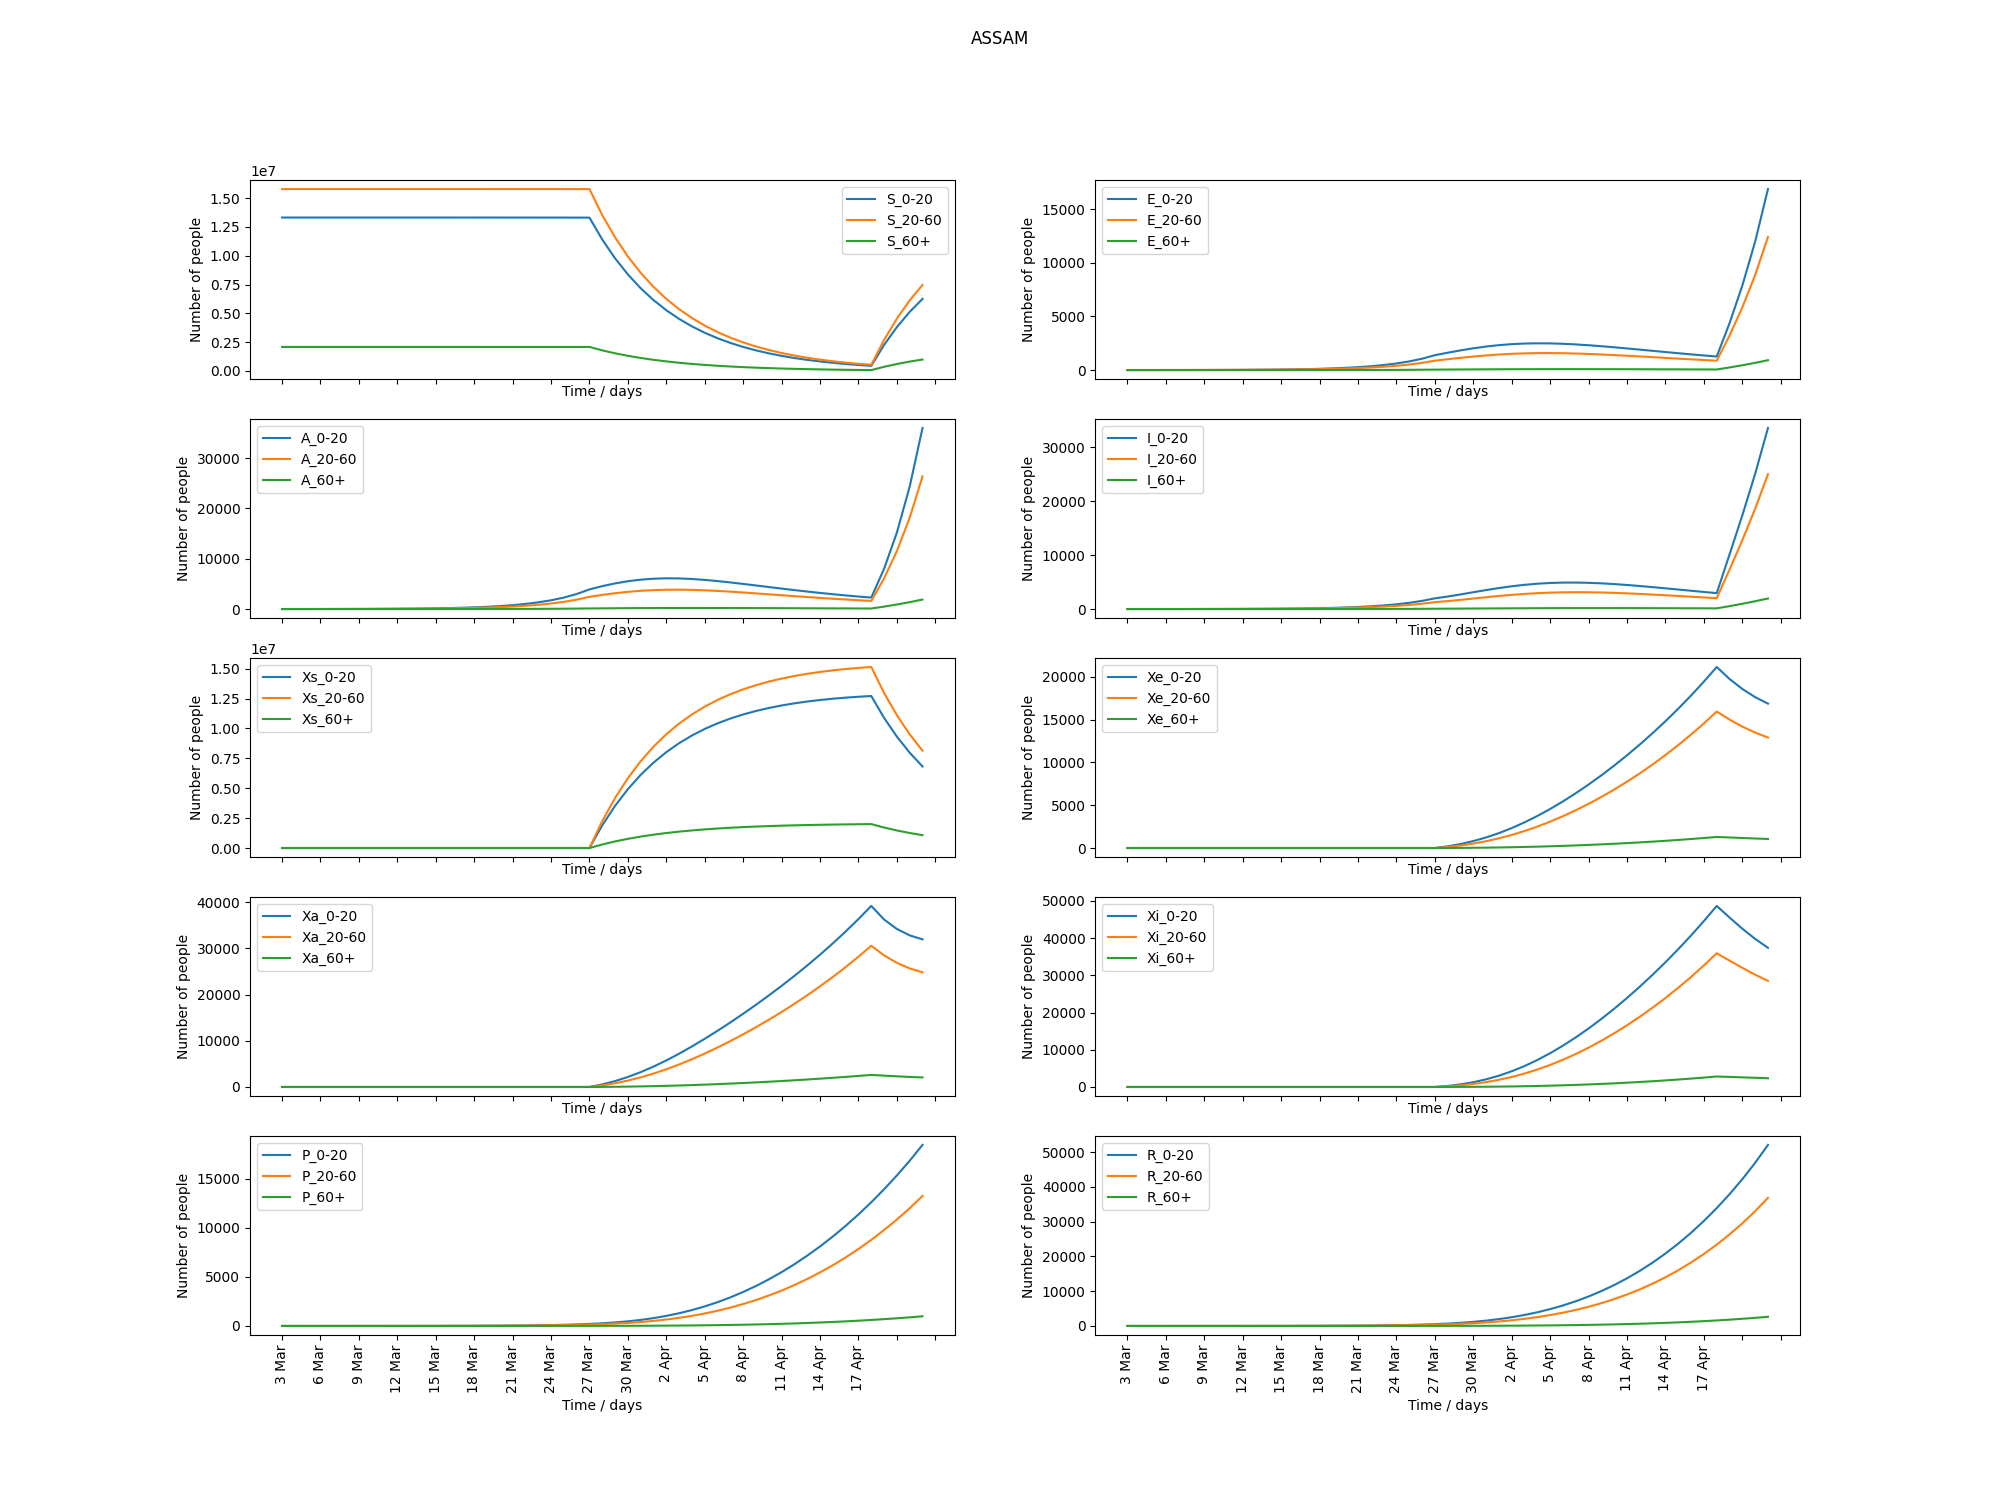 ASSAM
1e7
1.50
1.25
1.00
0.75
0.50
0.25
0.00
Number of people
S_0-20
S_20-60
S_60+
Time / days
15000
10000
5000
0
Number of people
E_0-20
E_20-60
E_60+
Time / days
30000
20000
10000
0
Number of people
A_0-20
A_20-60
A_60+
Time / days
30000
20000
10000
0
Number of people
I_0-20
I_20-60
I_60+
Time / days
1e7
1.50
1.25
1.00
0.75
0.50
0.25
0.00
Number of people
Xs_0-20
Xs_20-60
Xs_60+
Time / days
20000
15000
10000
5000
0
Number of people
Xe_0-20
Xe_20-60
Xe_60+
Time / days
40000
30000
20000
10000
0
Number of people
Xa_0-20
Xa_20-60
Xa_60+
Time / days
50000
40000
30000
20000
10000
0
Number of people
Xi_0-20
Xi_20-60
Xi_60+
Time / days
15000
10000
5000
0
Number of people
P_0-20
P_20-60
P_60+
3 Mar
6 Mar
9 Mar
12 Mar
15 Mar
18 Mar
21 Mar
24 Mar
27 Mar
30 Mar
2 Apr
5 Apr
8 Apr
11 Apr
14 Apr
17 Apr
Time / days
50000
40000
30000
20000
10000
0
Number of people
R_0-20
R_20-60
R_60+
3 Mar
6 Mar
9 Mar
12 Mar
15 Mar
18 Mar
21 Mar
24 Mar
27 Mar
30 Mar
2 Apr
5 Apr
8 Apr
11 Apr
14 Apr
17 Apr
Time / days